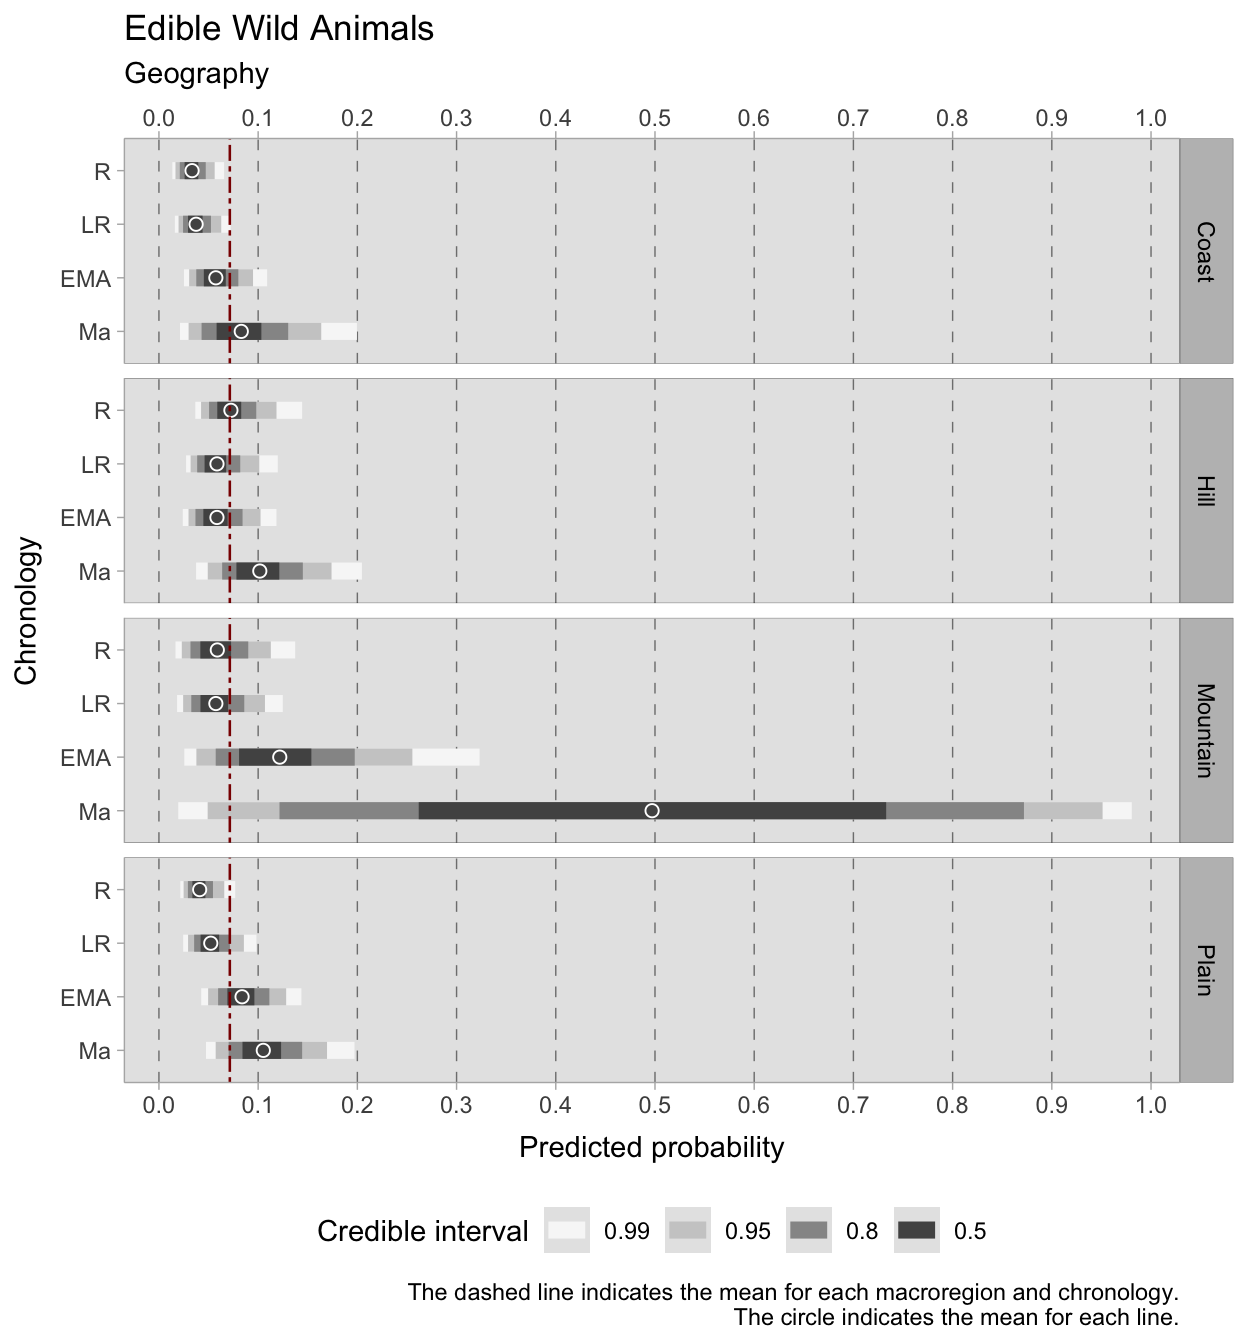 Edible Wild Animals
Geography
0.0 0.1 0.2 0.3 0.4 0.5 0.6 0.7 0.8 0.9 1.0
Chronology
R
LR
EMA
Ma
Coast
R
LR
EMA
Ma
Hill
R
LR
EMA
Ma
Mountain
R
LR
EMA
Ma
Plain
0.0 0.1 0.2 0.3 0.4 0.5 0.6 0.7 0.8 0.9 1.0
Predicted probability
Credible interval 0.99 0.95 0.8 0.5
The dashed line indicates the mean for each macroregion and chronology.
The circle indicates the mean for each line.